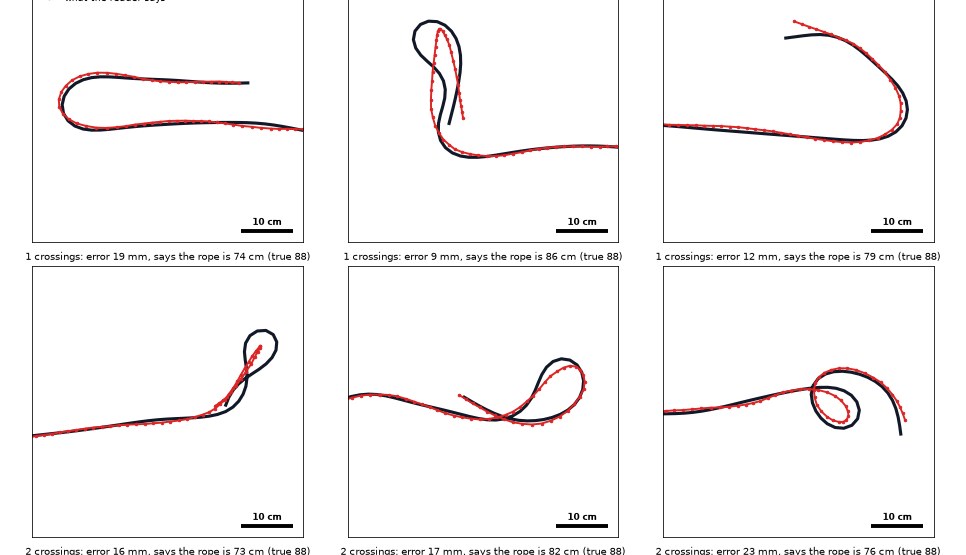 what the reader says
10 cm
10 cm
10 cm
1 crossings: error 19 mm, says the rope is 74 cm (true 88)
1 crossings: error 9 mm, says the rope is 86 cm (true 88)
1 crossings: error 12 mm, says the rope is 79 cm (true 88)
10 cm
10 cm
10 cm
2 crossings: error 16 mm, says the rope is 73 cm (true 88)
2 crossings: error 17 mm, says the rope is 82 cm (true 88)
2 crossings: error 23 mm, says the rope is 76 cm (true 88)